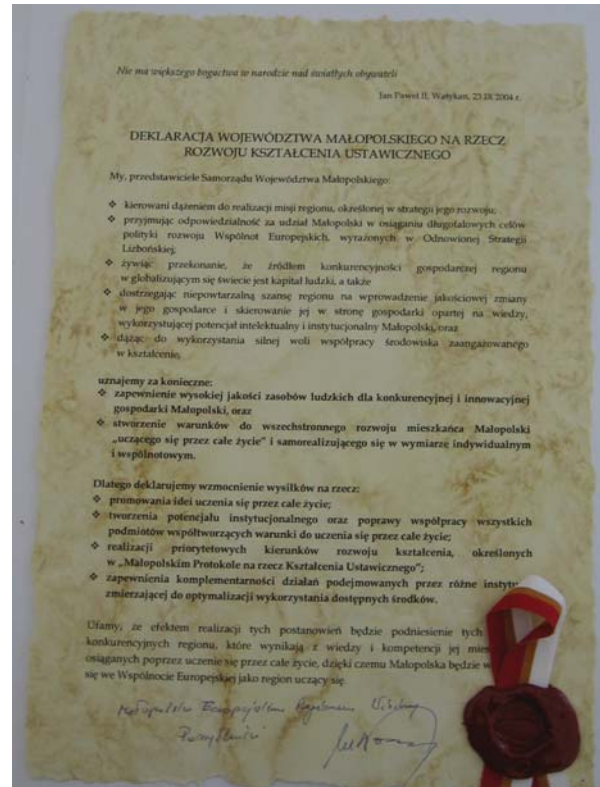 Nie ma większego bogactwa w narodzie nad światłych obywateli
Jan Paweł II, Watykan, 23.IX 2004 r.
DEKLARACJA WOJEWÓDZTWA MAŁOPOLSKIEGO NA RZECZ
ROZWOJU KSZTAŁCENIA USTAWICZNEGO
My, przedstawiciele Samorządu Województwa Małopolskiego:
❖ kierowani dążeniem do realizacji misji regionu, określonej w strategii jego rozwoju;
❖ przyjmując odpowiedzialność za udział Małopolski w osiąganiu długofalowych celów
polityki rozwoju Wspólnot Europejskich, wyrażonych w Odnowionej Strategii
Lizbońskiej;
❖ żywiąc przekonanie, że źródłem konkurencyjności gospodarczej regionu
w globalizującym się świecie jest kapitał ludzki, a także
❖ dostrzegając niepowtarzalną szansę regionu na wprowadzenie jakościowej zmiany
w jego gospodarce i skierowanie jej w stronę gospodarki opartej na wiedzy,
wykorzystującej potencjał intelektualny i instytucjonalny Małopolski, oraz
❖ dążąc do wykorzystania silnej woli współpracy środowiska zaangażowanego
w kształcenie,
uznajemy za konieczne:
❖ zapewnienie wysokiej jakości zasobów ludzkich dla konkurencyjnej i innowacyjnej
gospodarki Małopolski, oraz
❖ stworzenie warunków do wszechstronnego rozwoju mieszkańca Małopolski
„uczącego się przez całe życie" i samorealizującego się w wymiarze indywidualnym
i wspólnotowym.
Dlatego deklarujemy wzmocnienie wysiłków na rzecz:
❖ promowania idei uczenia się przez całe życie;
❖ tworzenia potencjału instytucjonalnego oraz poprawy współpracy wszystkich
podmiotów współtworzących warunki do uczenia się przez całe życie;
❖ realizacji priorytetowych kierunków rozwoju kształcenia, określonych
w „Małopolskim Protokole na rzecz Kształcenia Ustawicznego";
❖ zapewnienia komplementarności działań podejmowanych przez różne instytu
zmierzającej do optymalizacji wykorzystania dostępnych środków.
Ufamy, że efektem realizacji tych postanowień będzie podniesienie tych
konkurencyjnych regionu, które wynikają z wiedzy i kompetencji jej mies
osiąganych poprzez uczenie się przez całe życie, dzięki czemu Małopolska będzie w
się we Wspólnocie Europejskiej jako region uczący się.